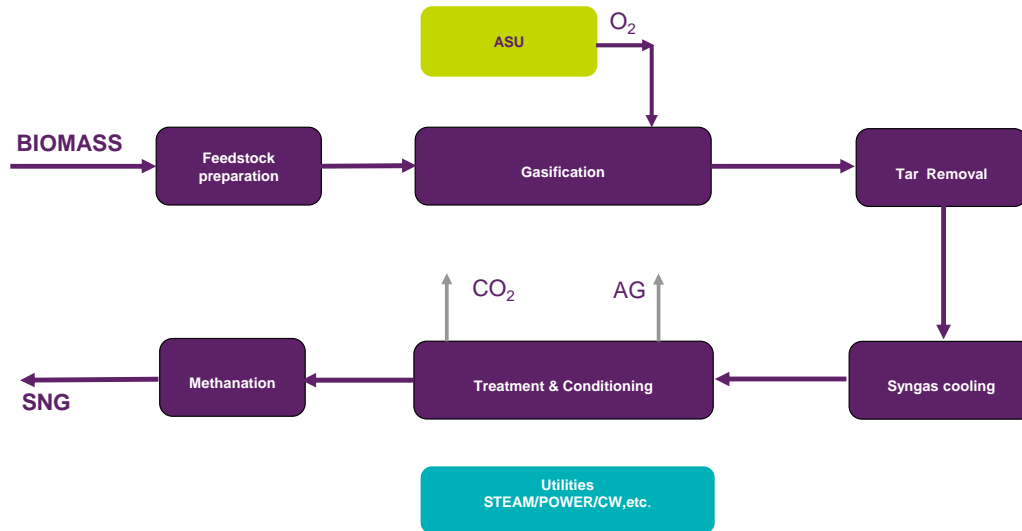 ASU
O₂
BIOMASS
Feedstock
preparation
Gasification
Tar Removal
CO₂
AG
Methanation
Treatment & Conditioning
Syngas cooling
SNG
Utilities
STEAM/POWER/CW,etc.